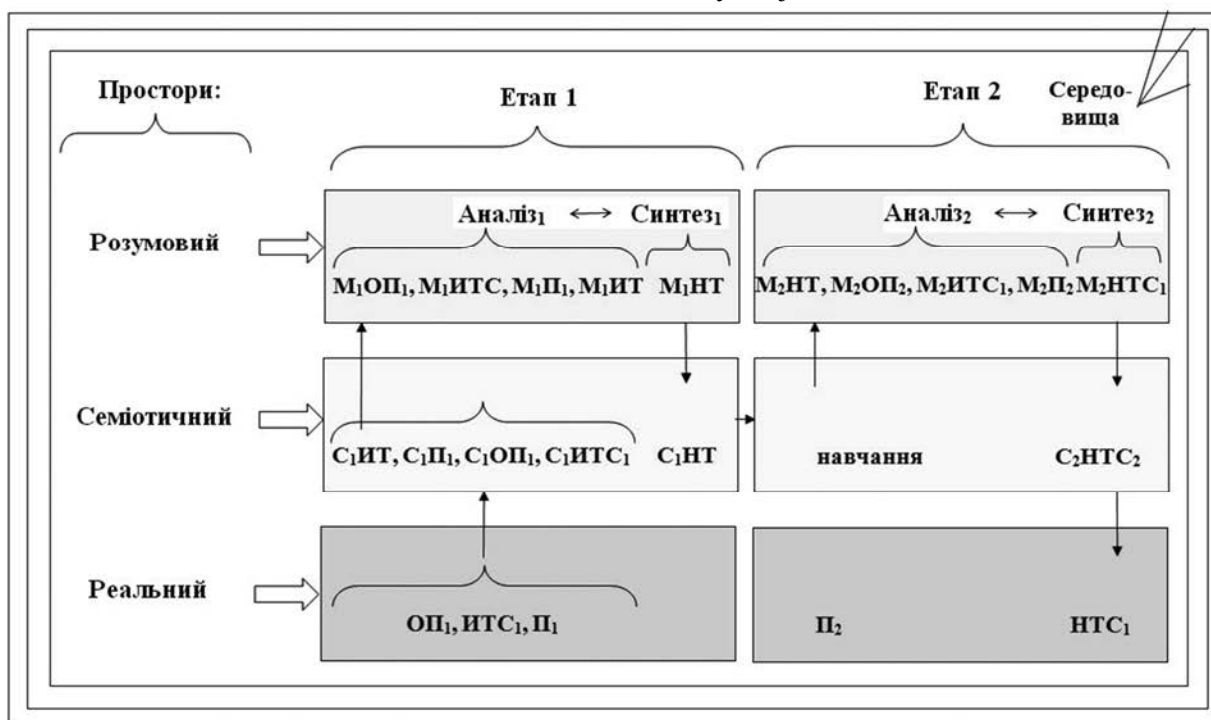 Простори:
Етап 1
Етап 2
Середо-
вища
Розумовий
Аналіз₁ ↔ Синтез₁
М₁ОП₁, М₁ИТС, М₁П₁, М₁ИТ М₁НТ
Аналіз₂ ↔ Синтез₂
М₂НТ, М₂ОП₂, М₂ИТС₁, М₂П₂ М₂НТС₁
Семіотичний
С₁ИТ, С₁П₁, С₁ОП₁, С₁ИТС₁ С₁НТ
навчання С₂НТС₂
Реальний
ОП₁, ИТС₁, П₁
П₂ НТС₁